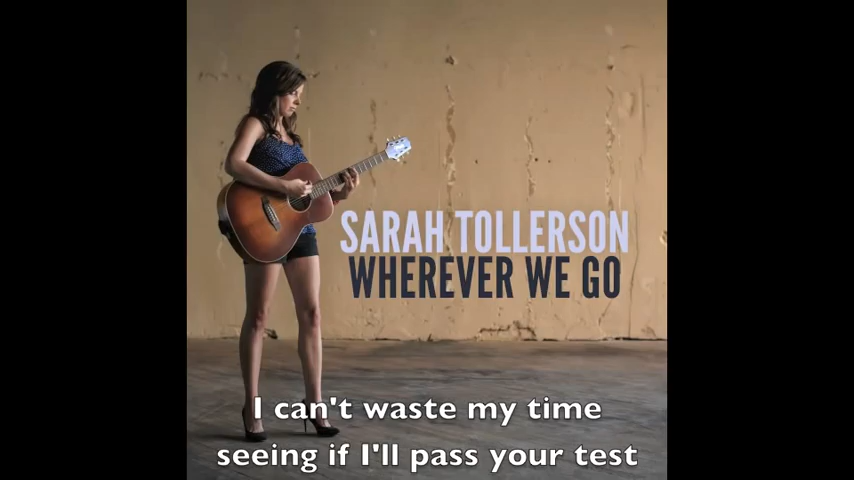 SARAH TOLLERSON
WHEREVER WE GO
I can't waste my time
seeing if I'll pass your test